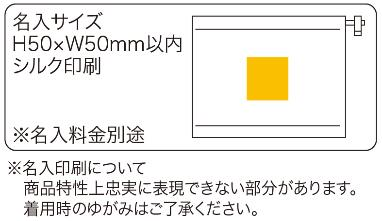 名入サイズ
H50×W50mm以内
シルク印刷
※名入料金別途
※名入印刷について
商品特性上忠実に表現できない部分があります。
着用時のゆがみはご了承ください。